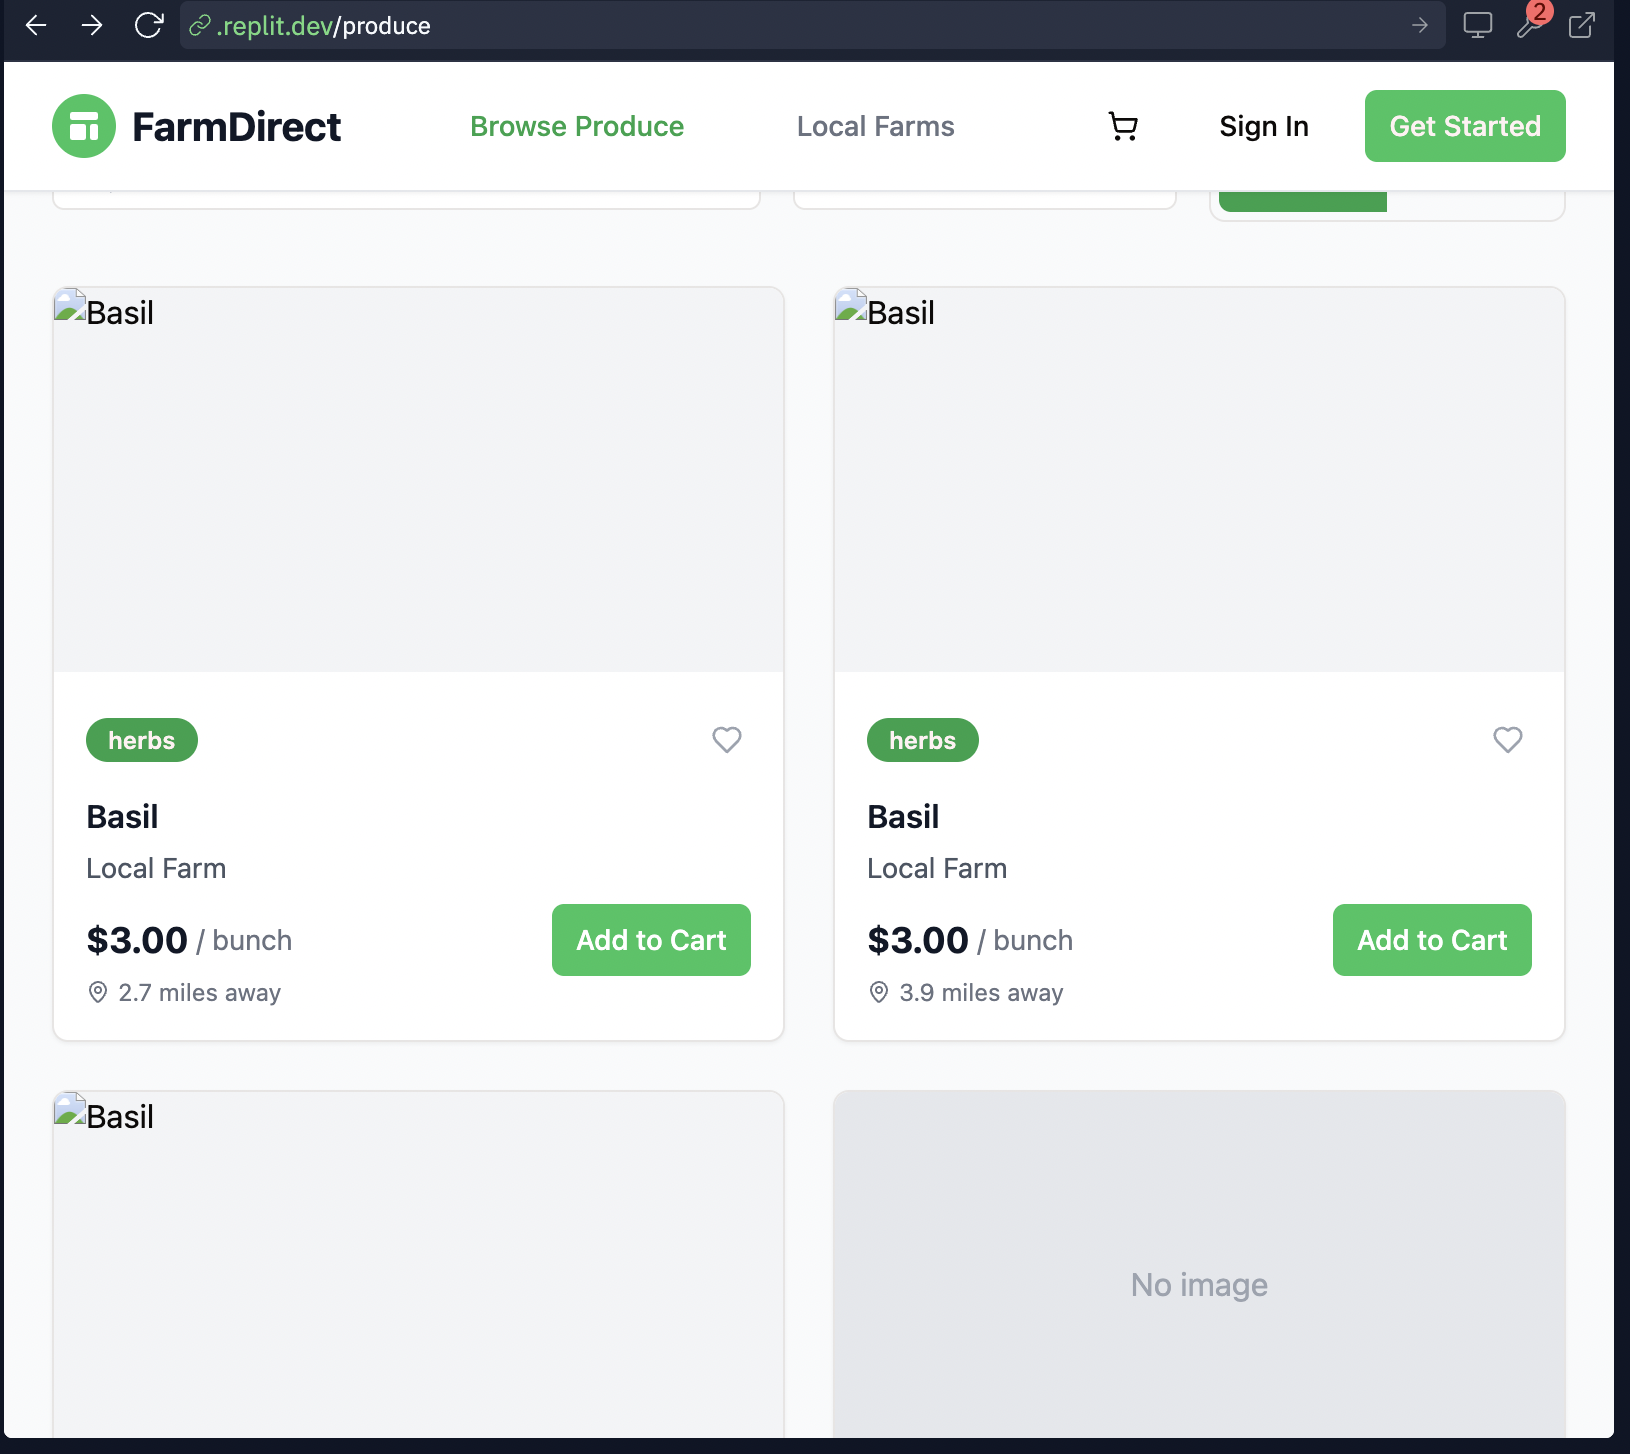 .replit.dev/produce
2
FarmDirect
Browse Produce
Local Farms
Sign In
Get Started
Basil
Basil
herbs
herbs
Basil
Basil
Local Farm
Local Farm
$3.00 / bunch
Add to Cart
$3.00 / bunch
Add to Cart
2.7 miles away
3.9 miles away
Basil
No image